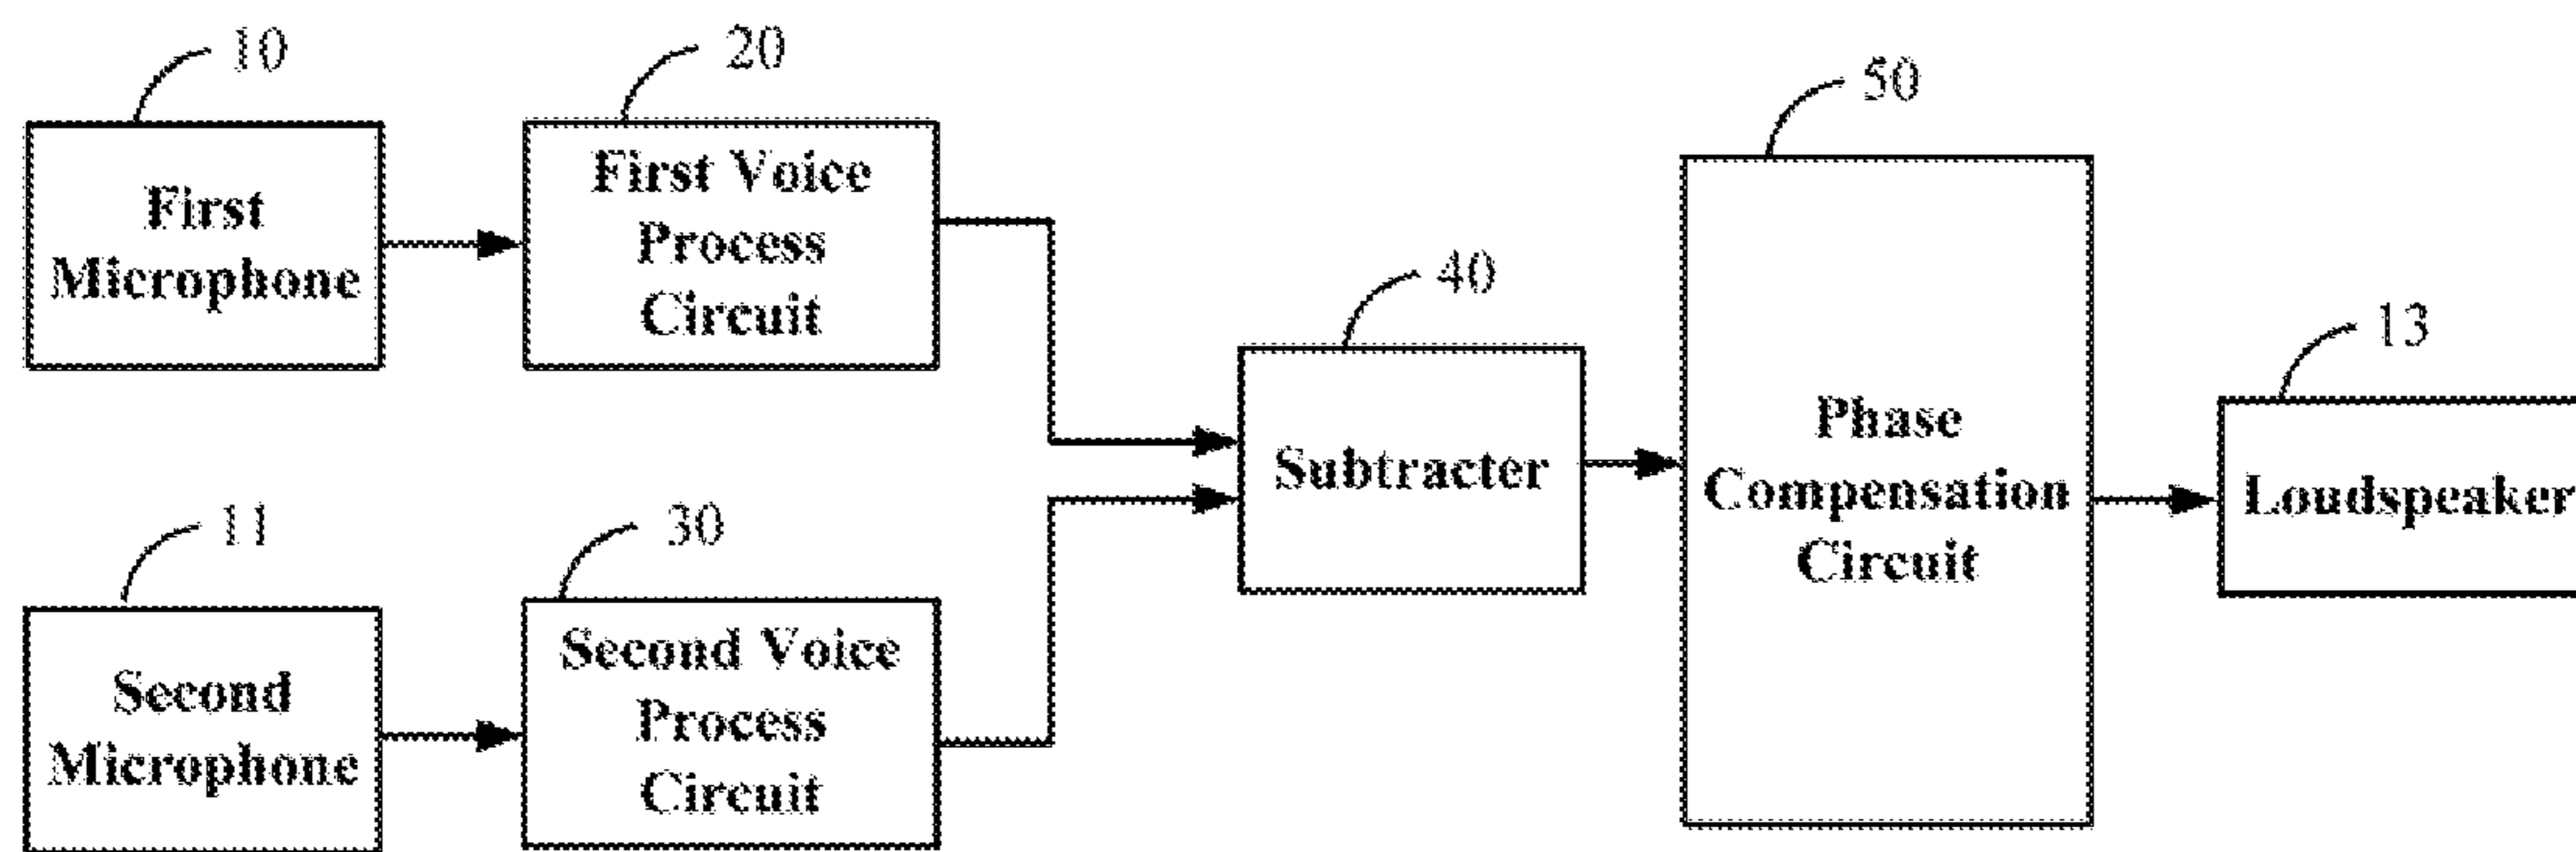 10
First
Microphone
20
First Voice
Process
Circuit
11
Second
Microphone
30
Second Voice
Process
Circuit
40
Subtracter
50
Phase
Compensation
Circuit
13
Loudspeaker